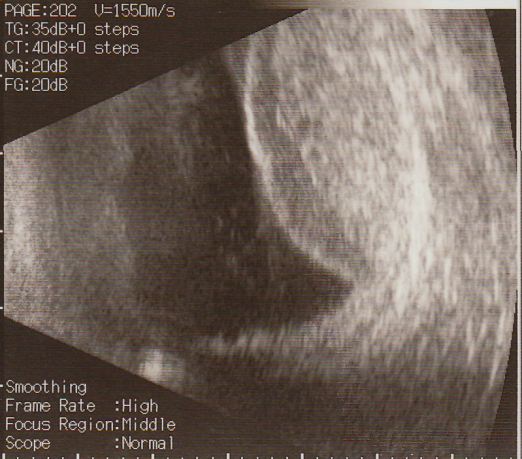 PAGE:202 V=1550m/s
TG:35dB+0 steps
CT:40dB+0 steps
NG:20dB
FG:20dB
Smoothing
Frame Rate :High
Focus Region:Middle
Scope :Normal